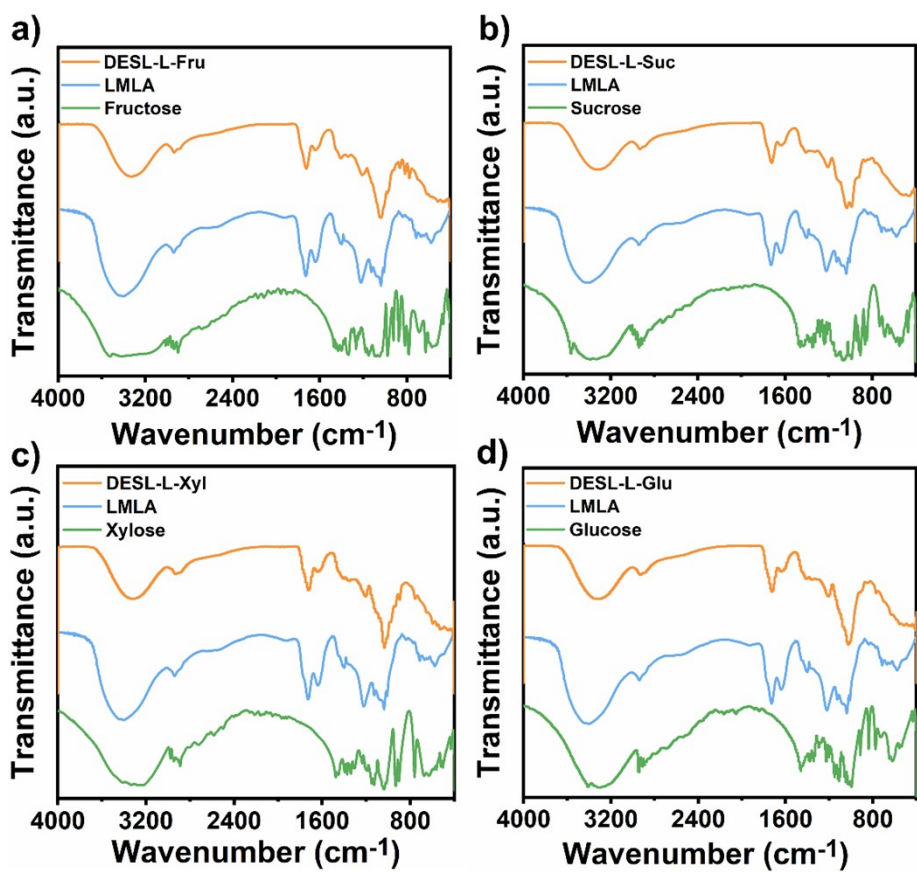 a)
DESL-L-Fru
LMLA
Fructose
Transmittance (a.u.)
4000 3200 2400 1600 800
Wavenumber (cm-1)
b)
DESL-L-Suc
LMLA
Sucrose
Transmittance (a.u.)
4000 3200 2400 1600 800
Wavenumber (cm-1)
c)
DESL-L-Xyl
LMLA
Xylose
Transmittance (a.u.)
4000 3200 2400 1600 800
Wavenumber (cm-1)
d)
DESL-L-Glu
LMLA
Glucose
Transmittance (a.u.)
4000 3200 2400 1600 800
Wavenumber (cm-1)